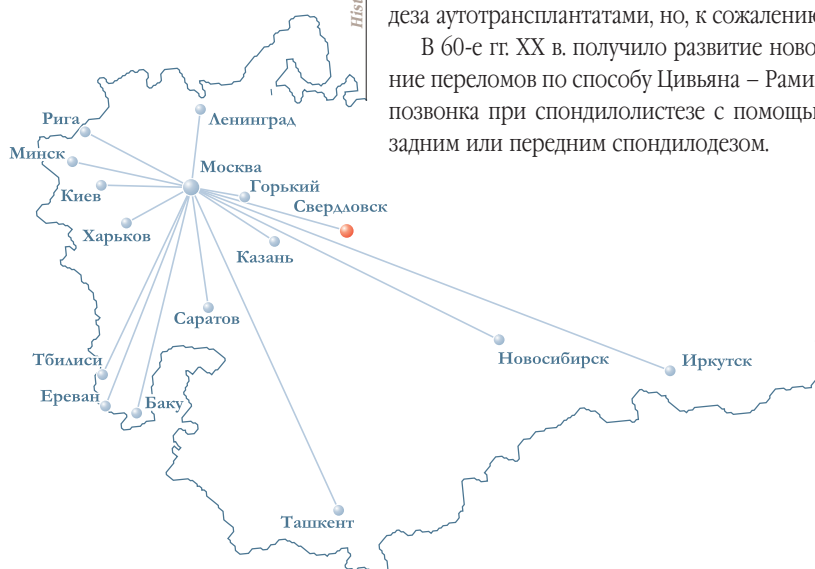 Hist
деза аутотрансплантатами, но, к сожалению
В 60-е гг. XX в. получило развитие ново
ние переломов по способу Цивьяна – Рами
позвонка при спондилолистезе с помощь
задним или передним спондилодезом.
Рига
Ленинград
Минск
Москва
Киев
Горький
Свердловск
Харьков
Казань
Саратов
Тбилиси
Новосибирск
Иркутск
Ереван
Баку
Ташкент